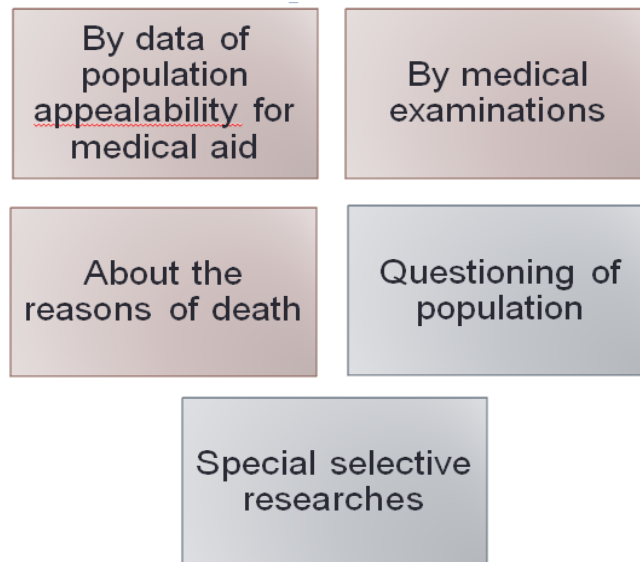 By data of
population
appealability for
medical aid
By medical
examinations
About the
reasons of death
Questioning of
population
Special selective
researches